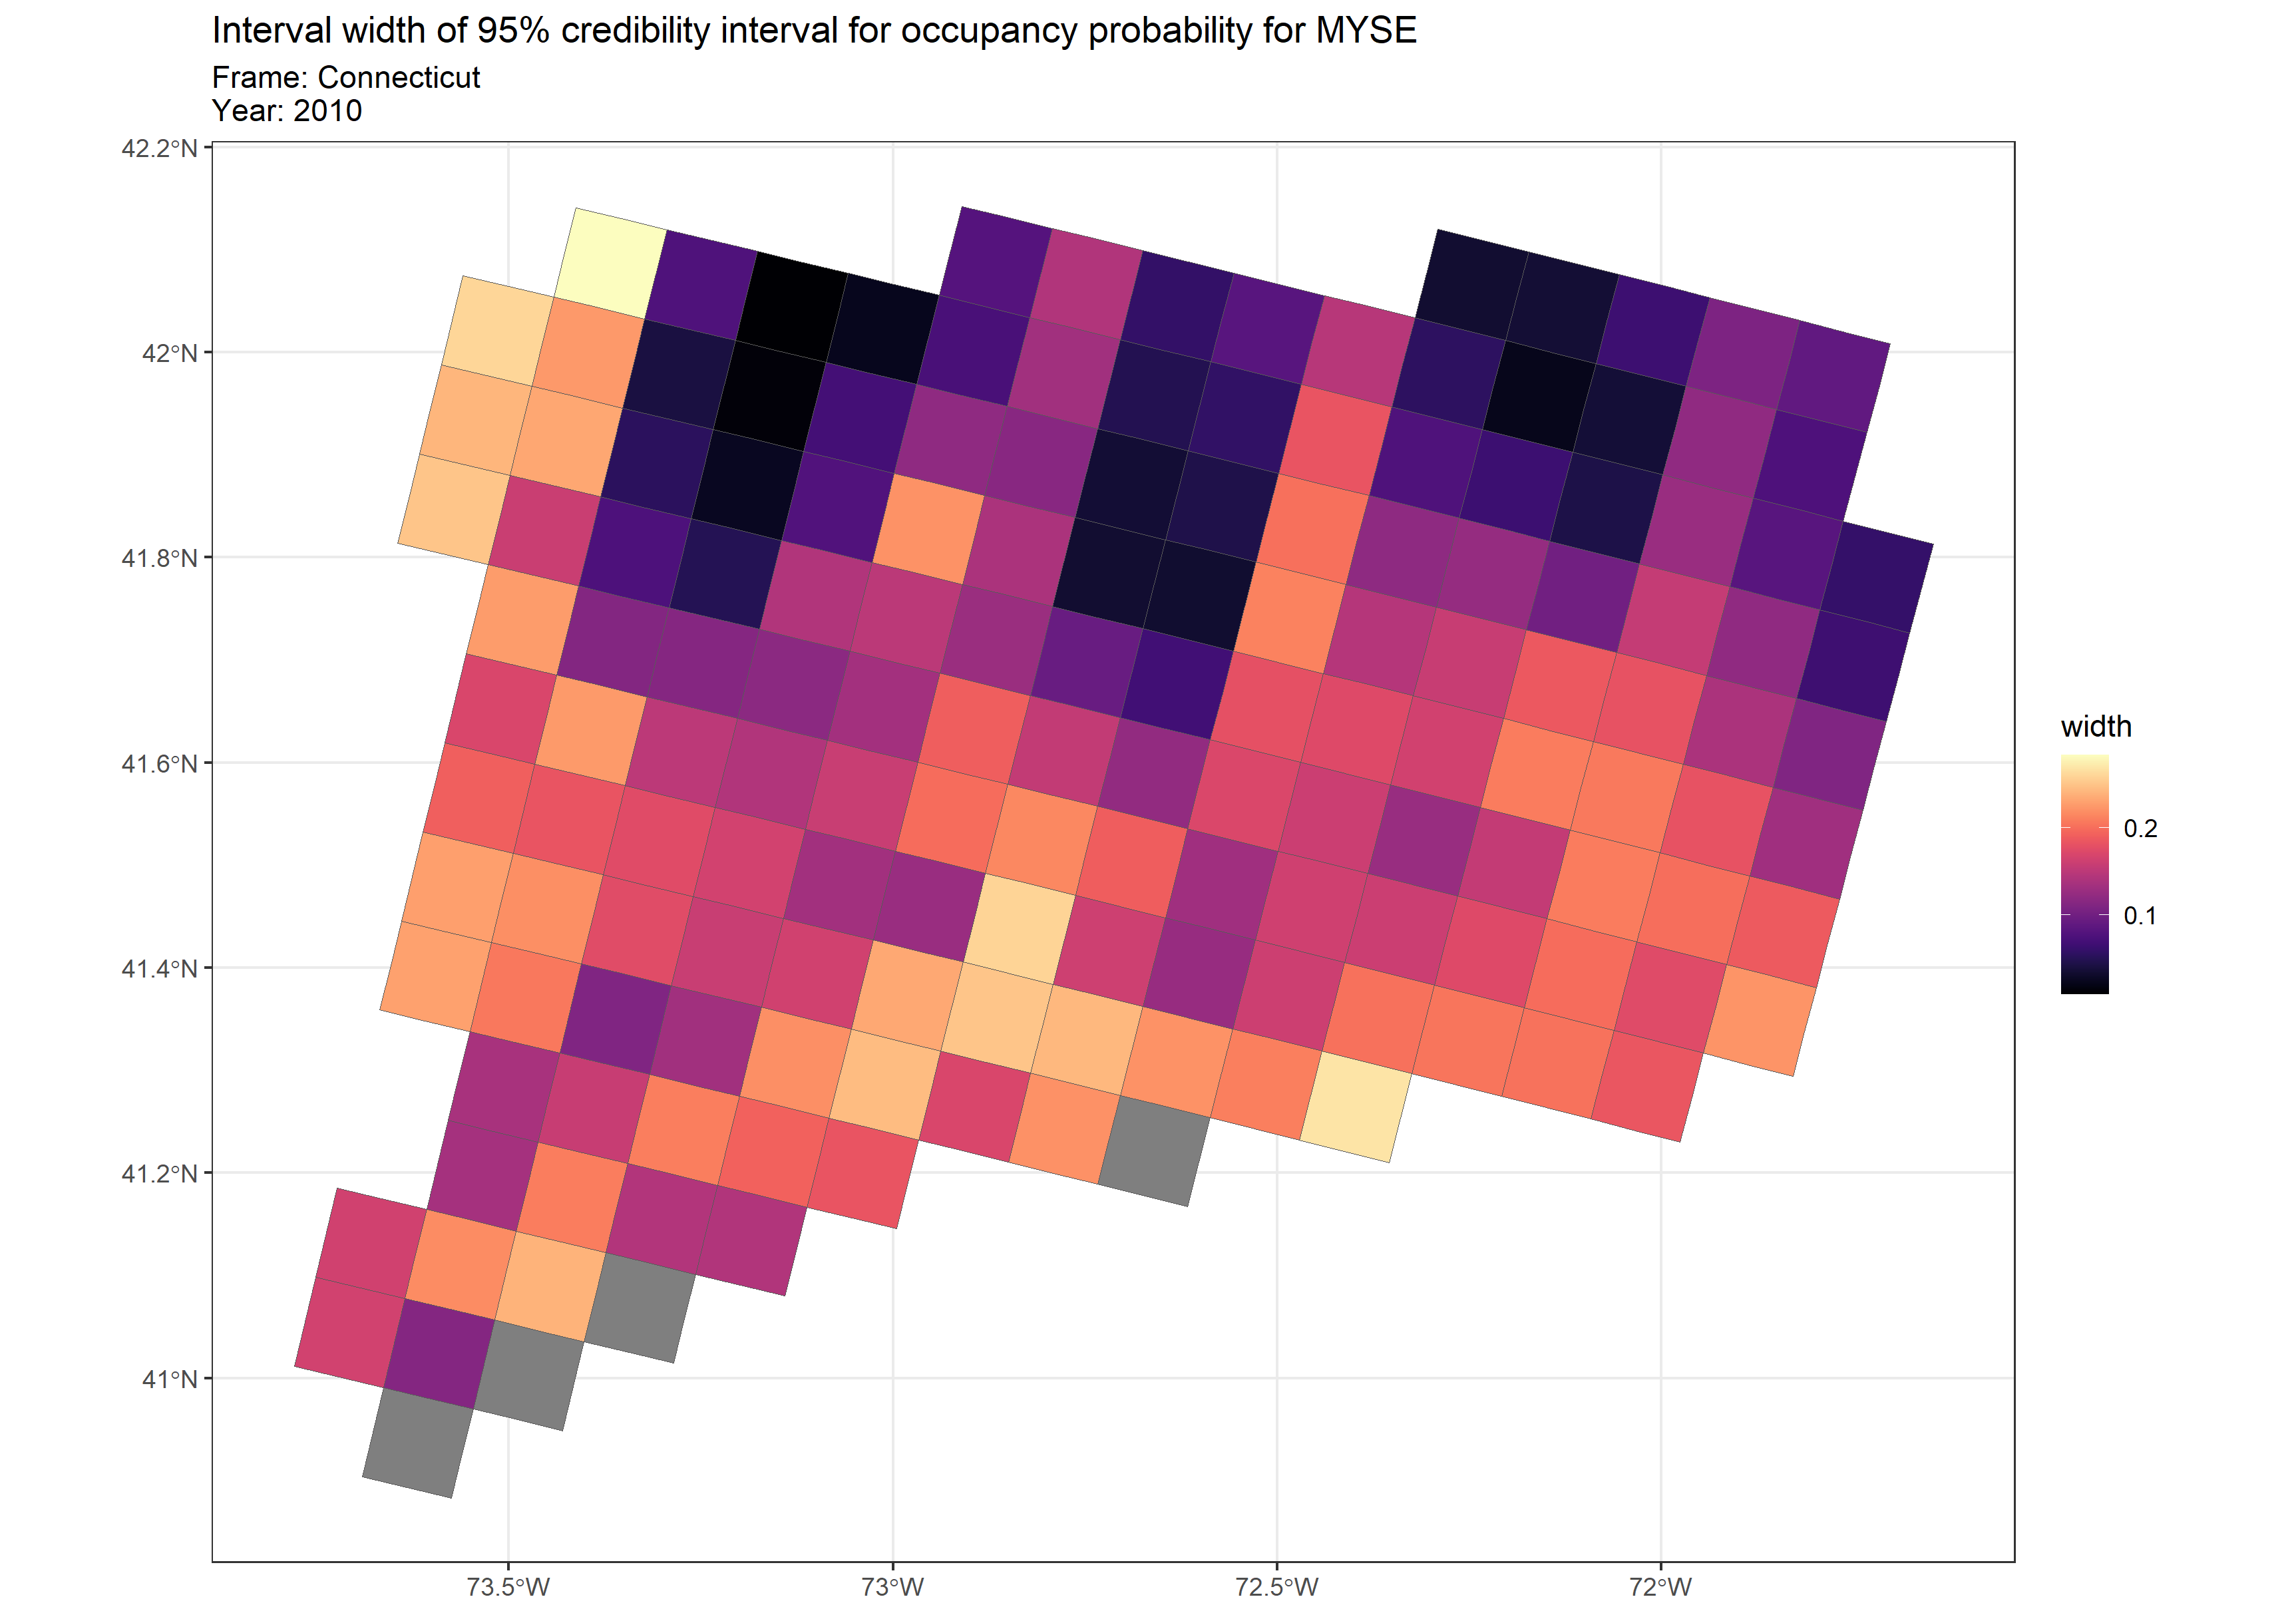 Interval width of 95% credibility interval for occupancy probability for MYSE
Frame: Connecticut
Year: 2010
42.2°N
42°N
41.8°N
41.6°N
41.4°N
41.2°N
41°N
73.5°W
73°W
72.5°W
72°W
width
0.2
0.1